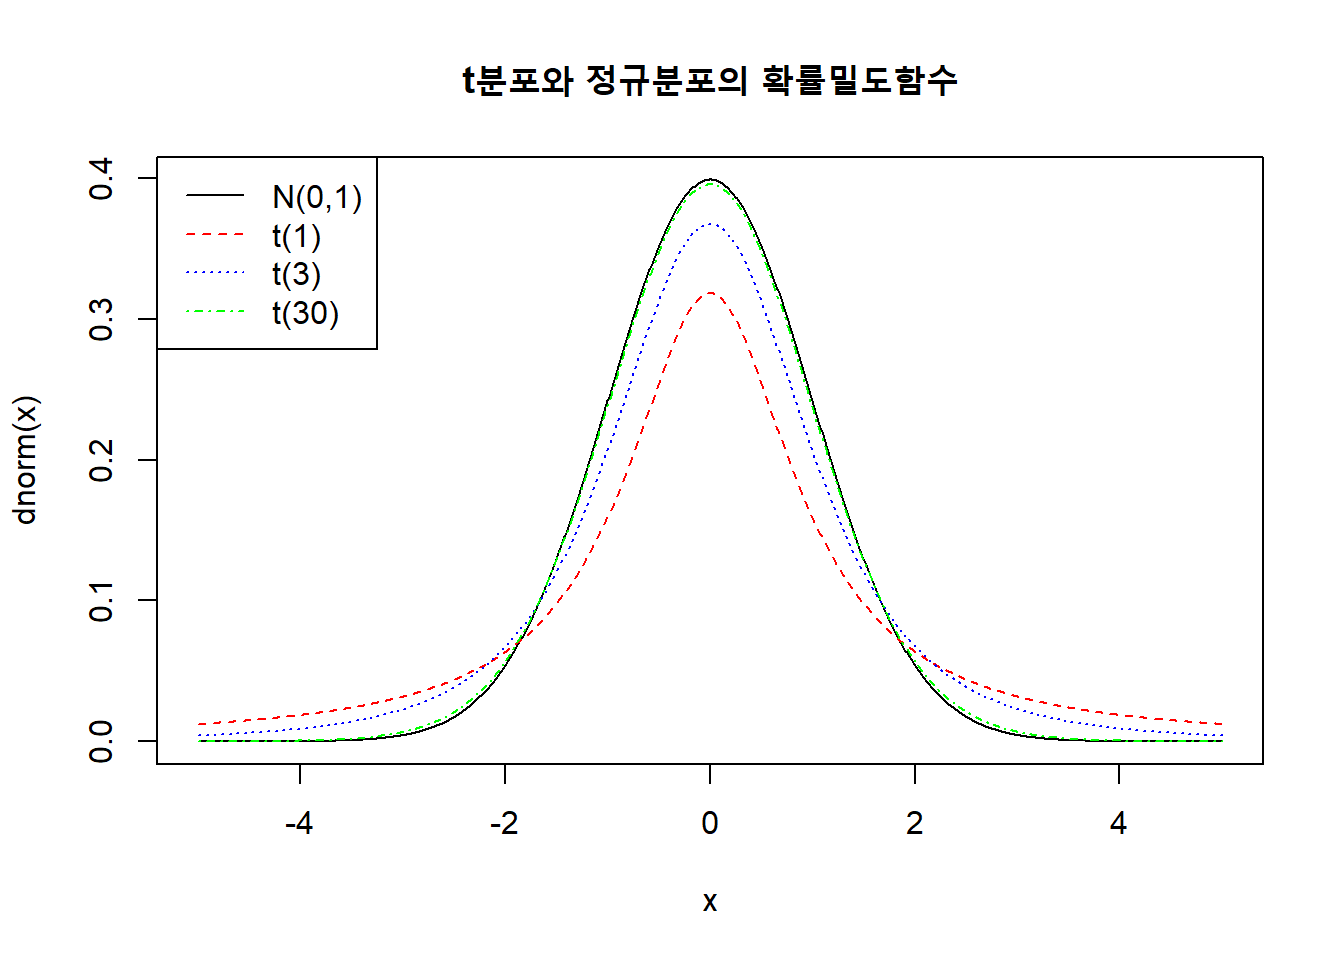 t분포와 정규분포의 확률밀도함수
N(0,1)
t(1)
t(3)
t(30)
dnorm(x)
0.4
0.3
0.2
0.1
0.0
-4 -2 0 2 4
x